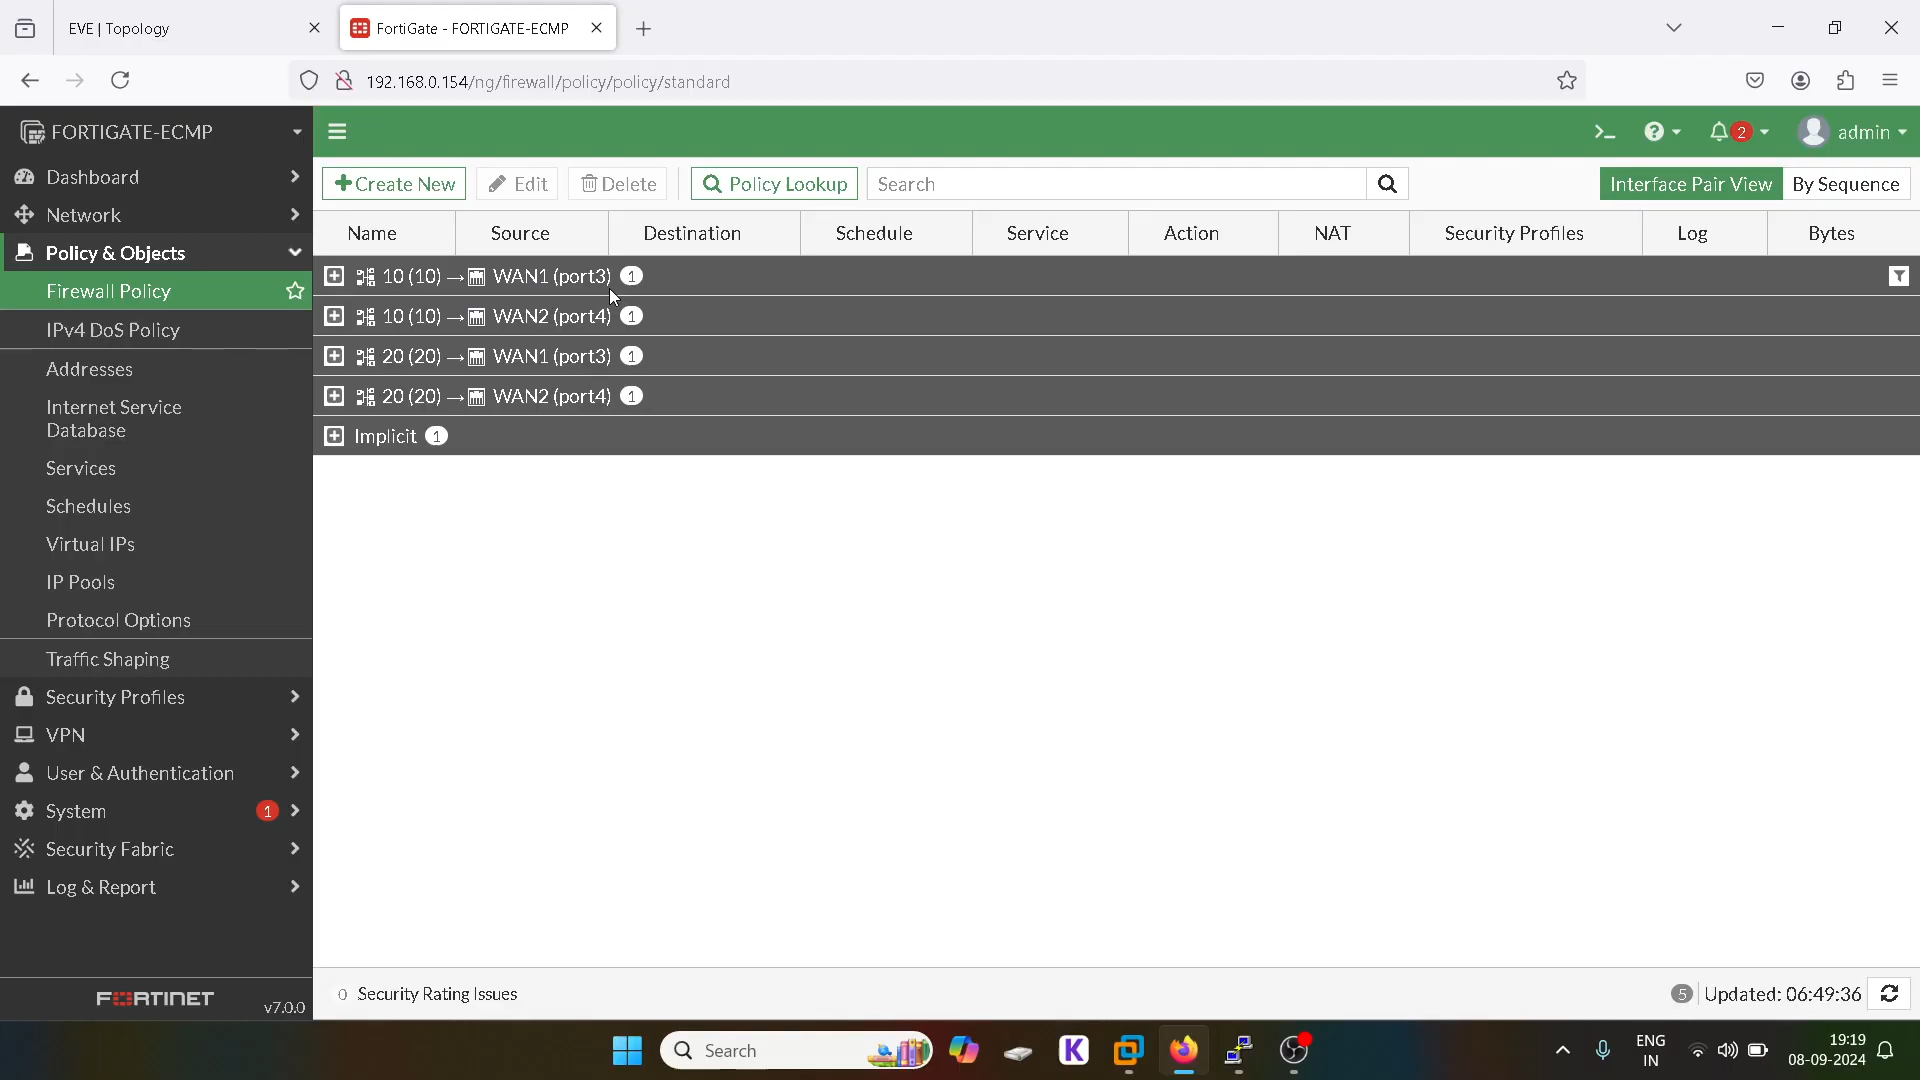 EVE | Topology
FortiGate - FORTIGATE-ECMP
192.168.0.154/ng/firewall/policy/policy/standard
FORTIGATE-ECMP
2
admin
Dashboard
Network
Policy & Objects
Firewall Policy
IPv4 DoS Policy
Addresses
Internet Service
Database
Services
Schedules
Virtual IPs
IP Pools
Protocol Options
Traffic Shaping
Security Profiles
VPN
User & Authentication
System 1
Security Fabric
Log & Report
FORTINET v7.0.0
Create New Edit Delete Policy Lookup Search Interface Pair View By Sequence
Name Source Destination Schedule Service Action NAT Security Profiles Log Bytes
10 (10) → WAN1 (port3) 1
10 (10) → WAN2 (port4) 1
20 (20) → WAN1 (port3) 1
20 (20) → WAN2 (port4) 1
Implicit 1
0 Security Rating Issues
5 Updated: 06:49:36
Search
K
ENG
IN
19:19
08-09-2024